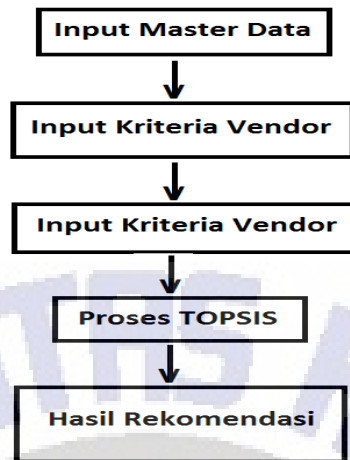 Input Master Data
Input Kriteria Vendor
Input Kriteria Vendor
Proses TOPSIS
Hasil Rekomendasi